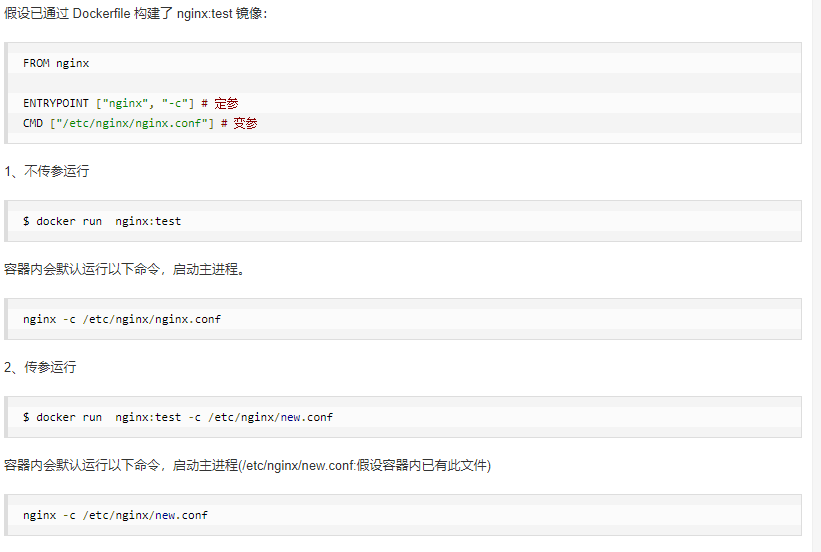 假设已通过 Dockerfile 构建了 nginx:test 镜像：
FROM nginx
ENTRYPOINT ["nginx", "-c"] # 定参
CMD ["/etc/nginx/nginx.conf"] # 变参
1、不传参运行
$ docker run  nginx:test
容器内会默认运行以下命令，启动主进程。
nginx -c /etc/nginx/nginx.conf
2、传参运行
$ docker run  nginx:test -c /etc/nginx/new.conf
容器内会默认运行以下命令，启动主进程(/etc/nginx/new.conf:假设容器内已有此文件)
nginx -c /etc/nginx/new.conf